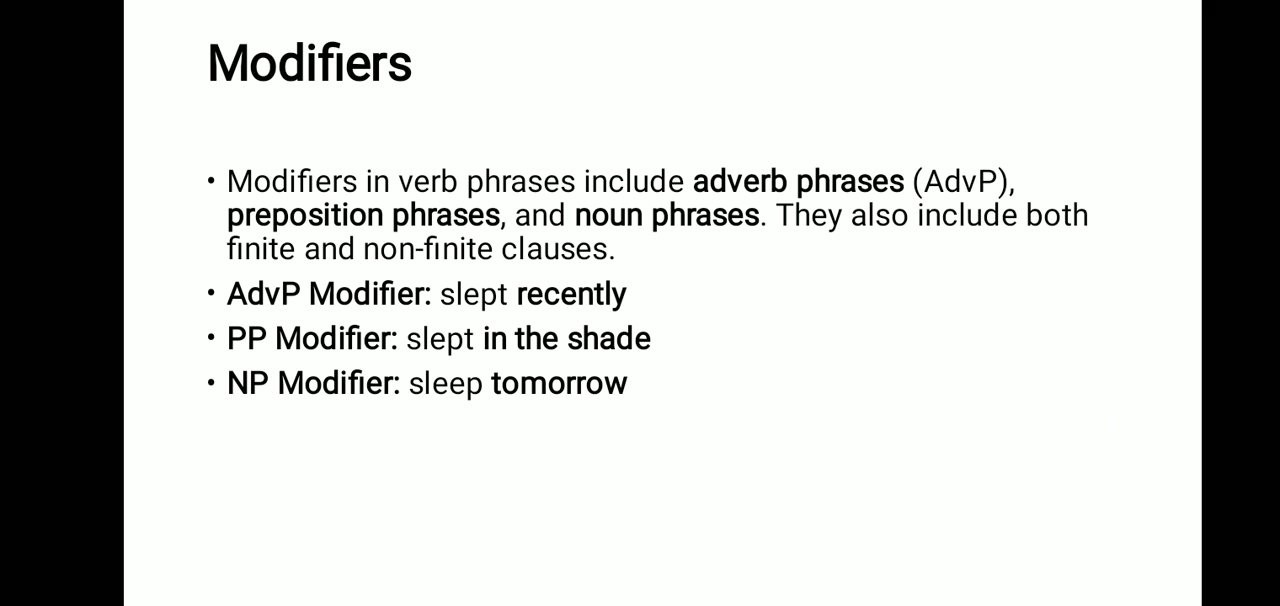 Modifiers
• Modifiers in verb phrases include adverb phrases (AdvP),
preposition phrases, and noun phrases. They also include both
finite and non-finite clauses.
• AdvP Modifier: slept recently
• PP Modifier: slept in the shade
• NP Modifier: sleep tomorrow